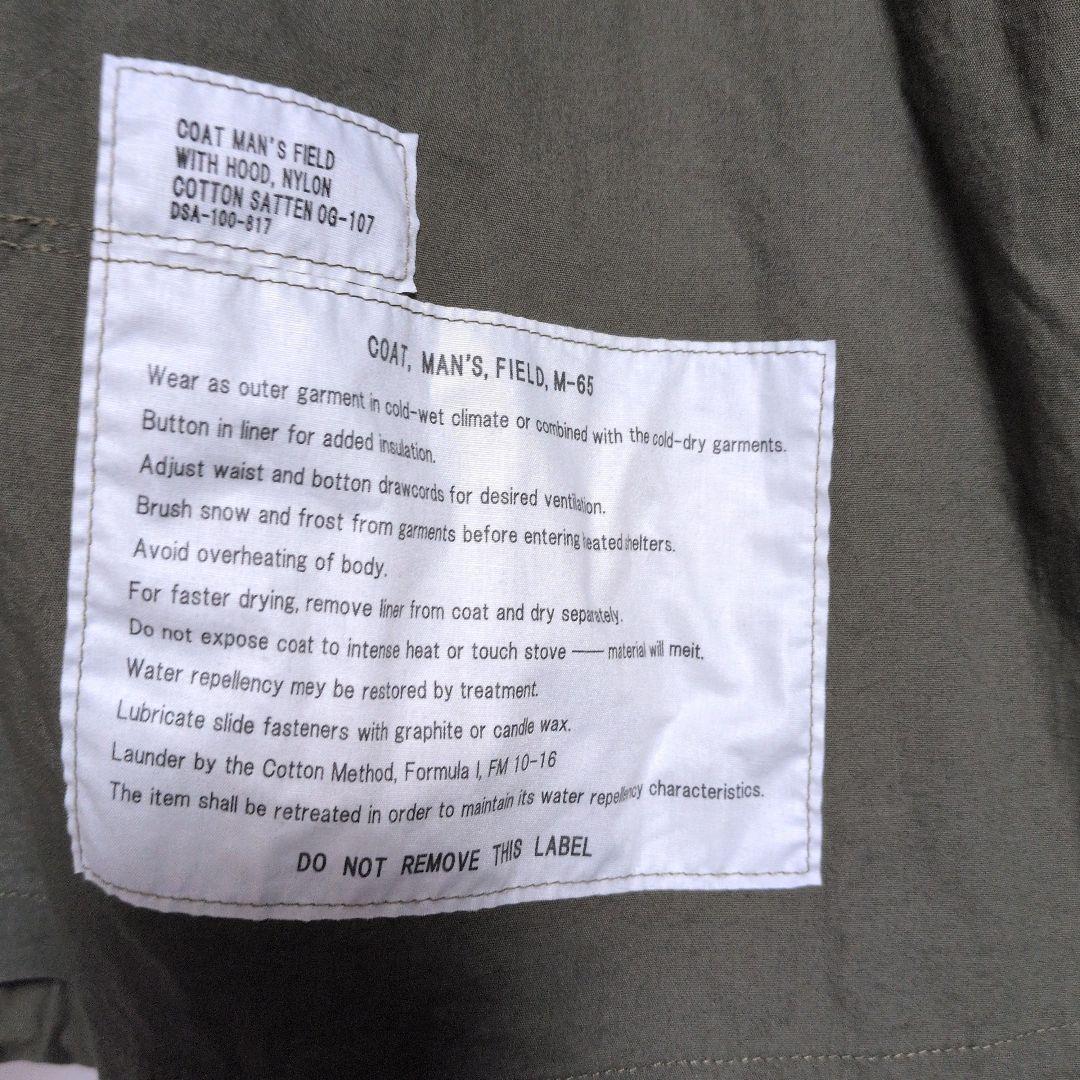 COAT MAN'S FIELD
WITH HOOD, NYLON
COTTON SATTEN OG-107
DSA-100-817
COAT, MAN'S, FIELD, M-65
Wear as outer garment in cold-wet climate or combined with the cold-dry garments.
Button in liner for added insulation.
Adjust waist and botton drawcords for desired ventilation.
Brush snow and frost from garments before entering heated shelters.
Avoid overheating of body.
For faster drying, remove liner from coat and dry separately.
Do not expose coat to intense heat or touch stove — material will meit.
Water repellency mey be restored by treatment.
Lubricate slide fasteners with graphite or candle wax.
Launder by the Cotton Method, Formula I, FM 10-16
The item shall be retreated in order to maintain its water repellency characteristics.
DO NOT REMOVE THIS LABEL